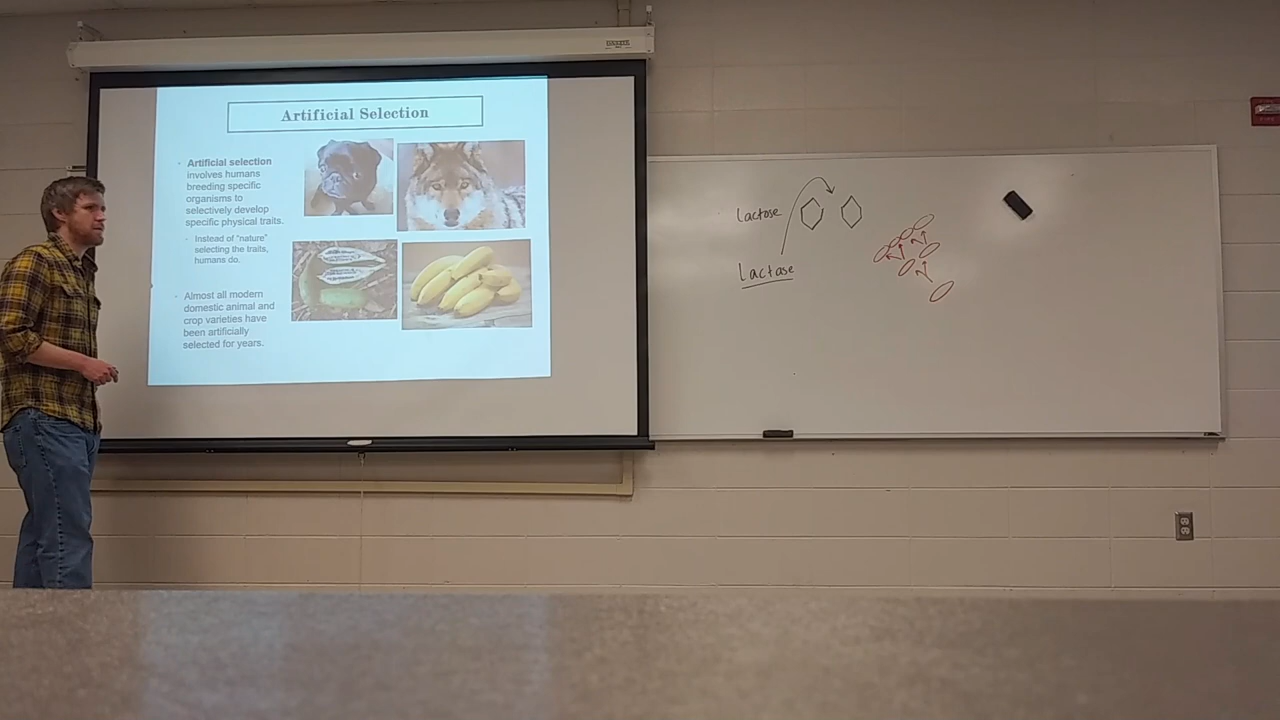 Artificial Selection
Artificial selection
involves humans
breeding specific
organisms to
selectively develop
specific physical traits.
Instead of "nature"
selecting the traits,
humans do.
Almost all modern
domestic animal and
crop varieties have
been artificially
selected for years.
Lactose
Lactase
FIRE
FIRE